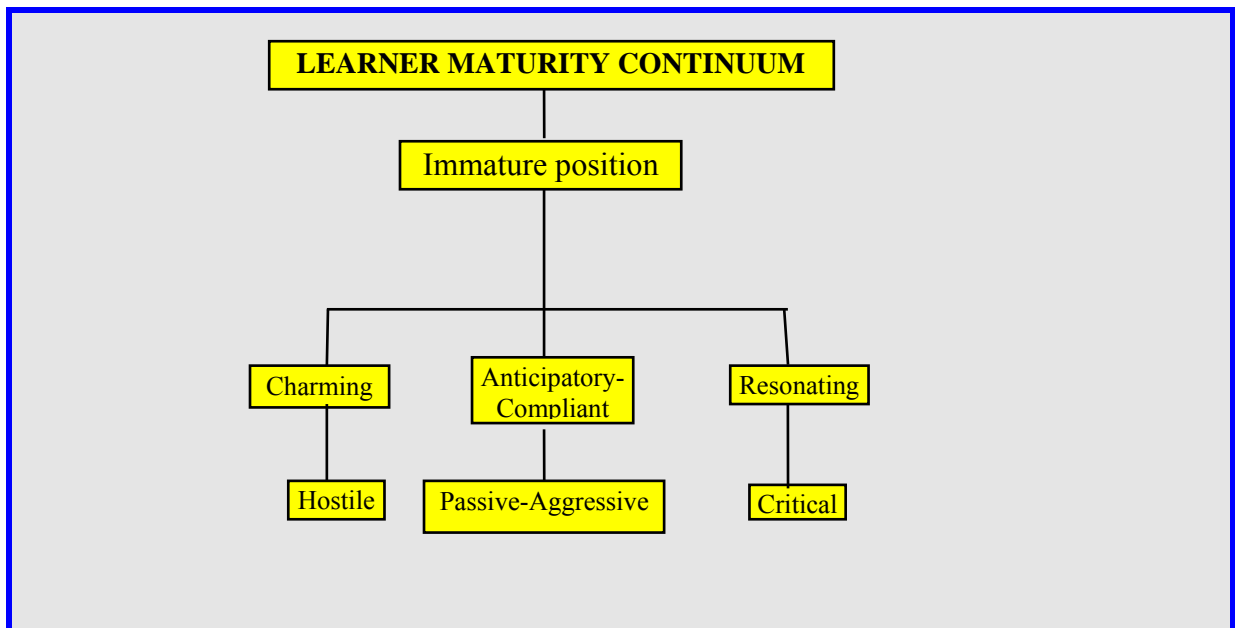 LEARNER MATURITY CONTINUUM
Immature position
Charming
Anticipatory-
Compliant
Resonating
Hostile
Passive-Aggressive
Critical